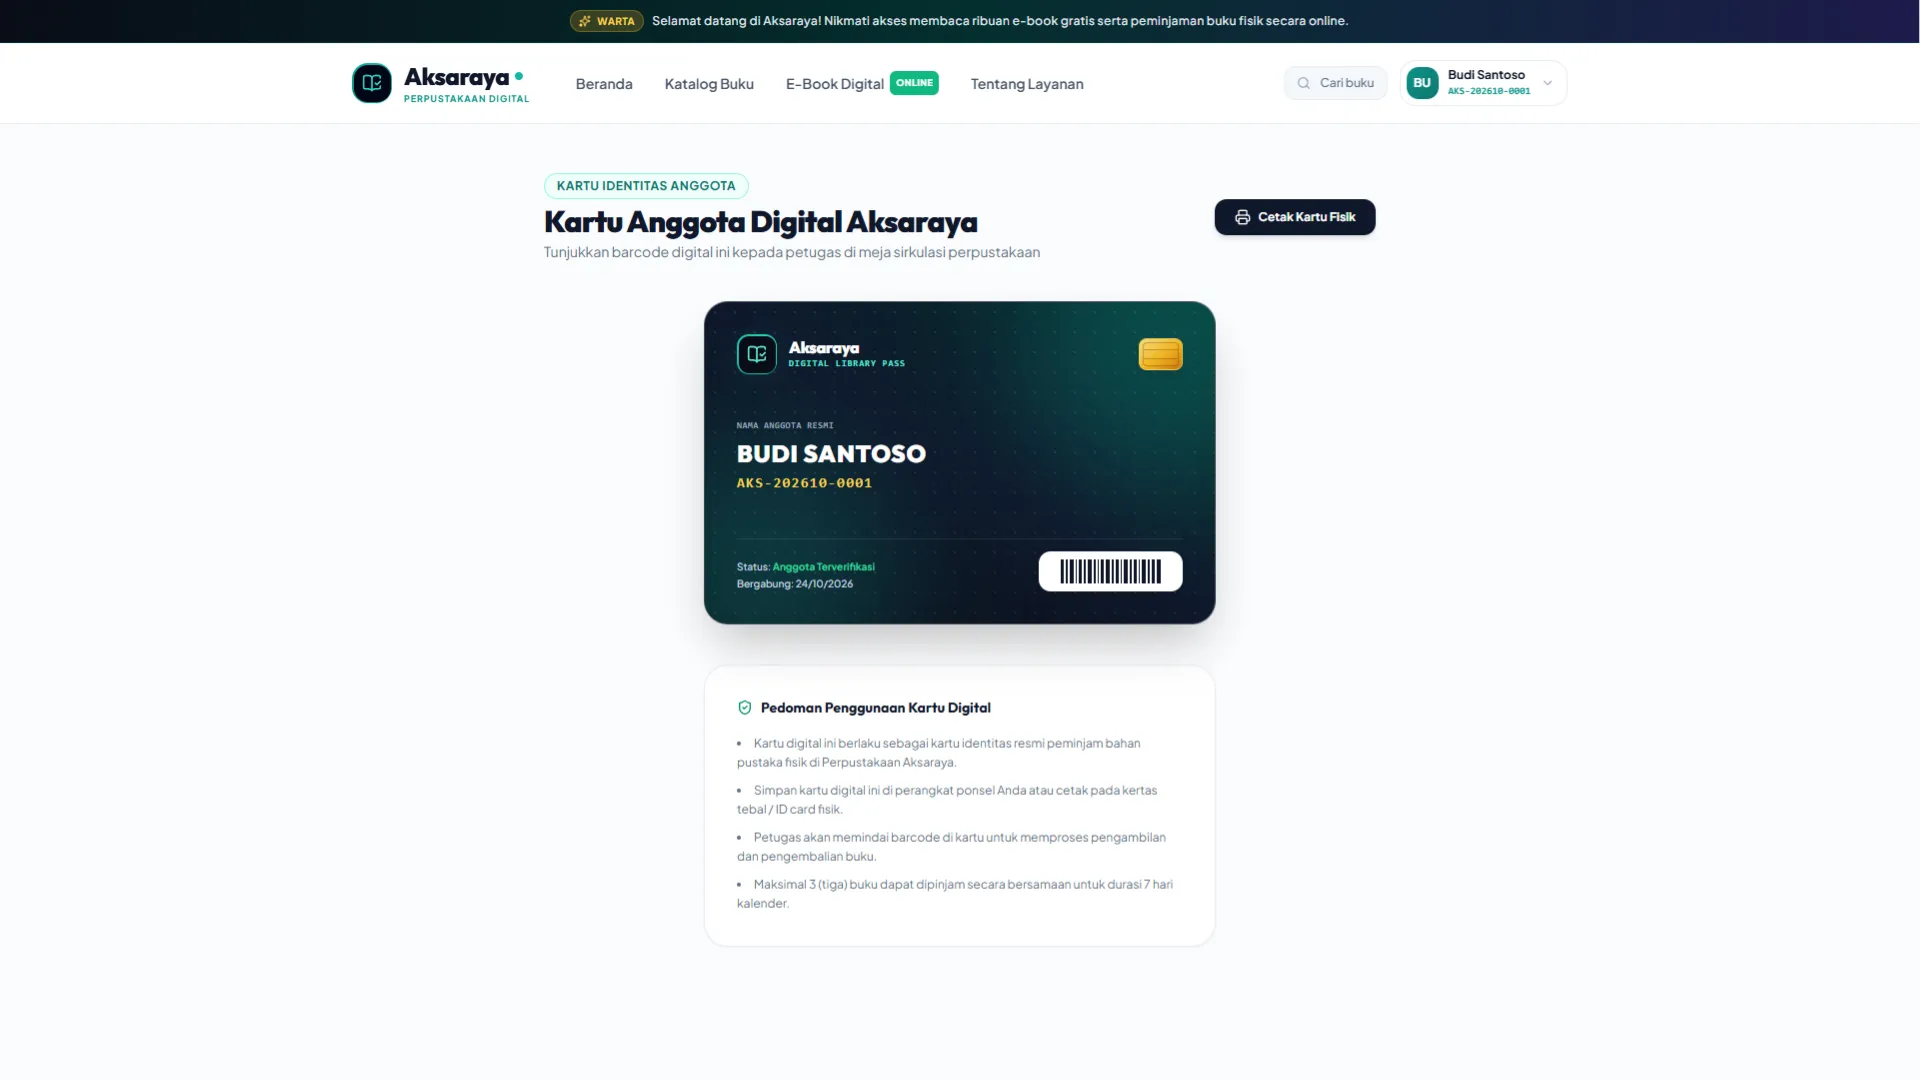 WARTA Selamat datang di Aksaraya! Nikmati akses membaca ribuan e-book gratis serta peminjaman buku fisik secara online.
Aksaraya
PERPUSTAKAAN DIGITAL
Beranda
Katalog Buku
E-Book Digital ONLINE
Tentang Layanan
Cari buku
BU
Budi Santoso
AKS-202610-0001
KARTU IDENTITAS ANGGOTA
Kartu Anggota Digital Aksaraya
Tunjukkan barcode digital ini kepada petugas di meja sirkulasi perpustakaan
Cetak Kartu Fisik
Aksaraya
DIGITAL LIBRARY PASS
NAMA ANGGOTA RESMI
BUDI SANTOSO
AKS-202610-0001
Status: Anggota Terverifikasi
Bergabung: 24/10/2026
Pedoman Penggunaan Kartu Digital
• Kartu digital ini berlaku sebagai kartu identitas resmi peminjam bahan
pustaka fisik di Perpustakaan Aksaraya.
• Simpan kartu digital ini di perangkat ponsel Anda atau cetak pada kertas
tebal / ID card fisik.
• Petugas akan memindai barcode di kartu untuk memproses pengambilan
dan pengembalian buku.
• Maksimal 3 (tiga) buku dapat dipinjam secara bersamaan untuk durasi 7 hari
kalender.